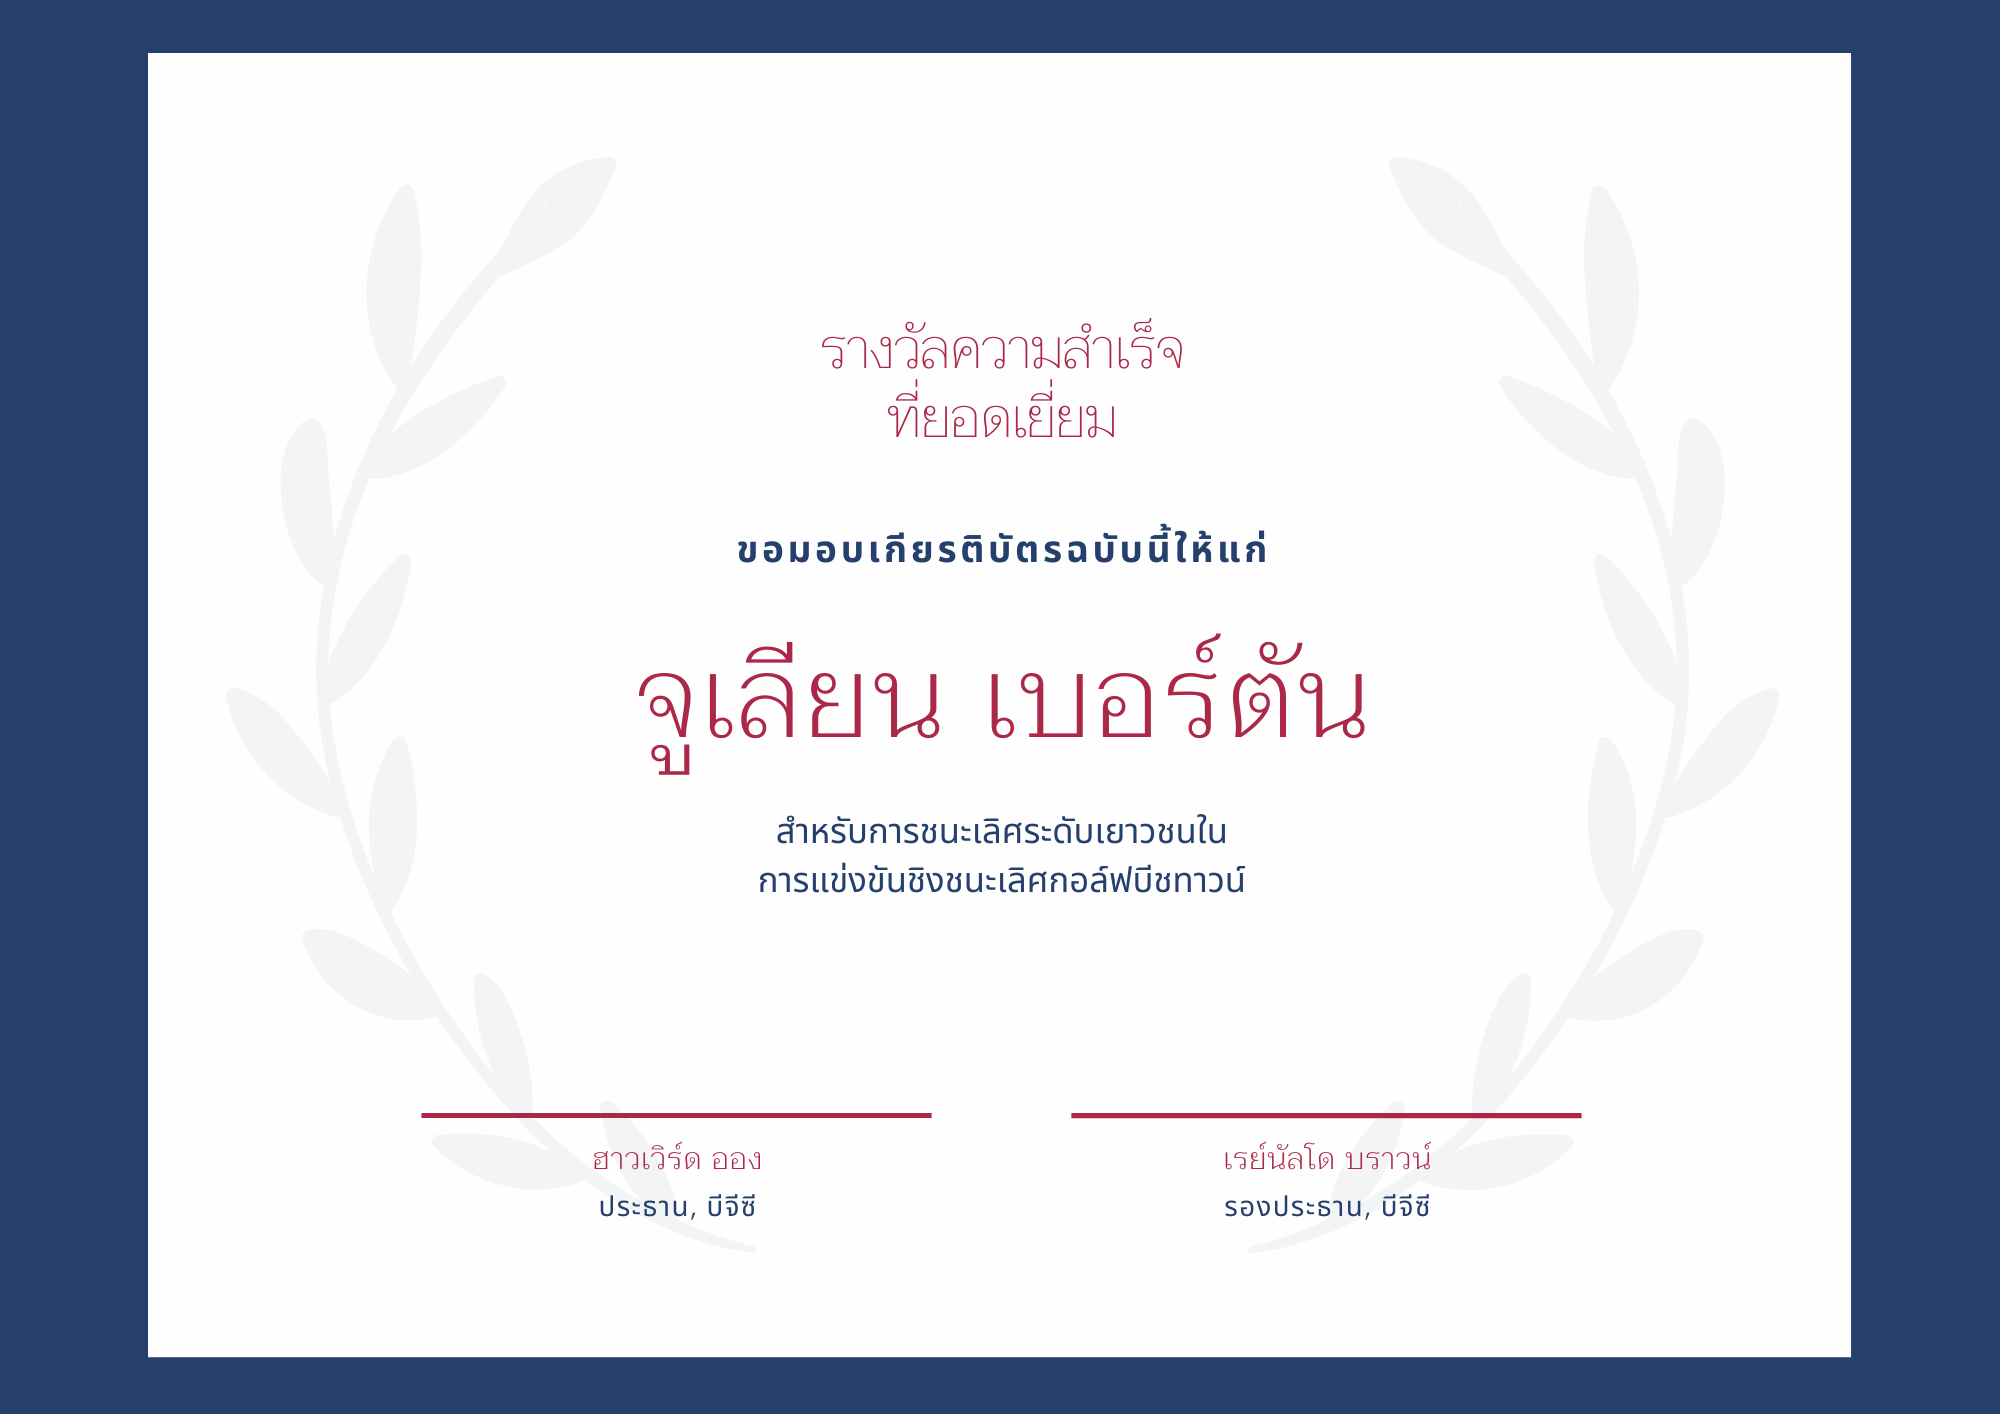 รางวัลความสำเร็จ
ที่ยอดเยี่ยม
ขอมอบเกียรติบัตรฉบับนี้ให้แก่
จูเลียน เบอร์ตัน
สำหรับการชนะเลิศระดับเยาวชนใน
การแข่งขันชิงชนะเลิศกอล์ฟบีชทาวน์
ฮาวเวิร์ด ออง
ประธาน, บีจีซี
เรย์นัลโด บราวน์
รองประธาน, บีจีซี